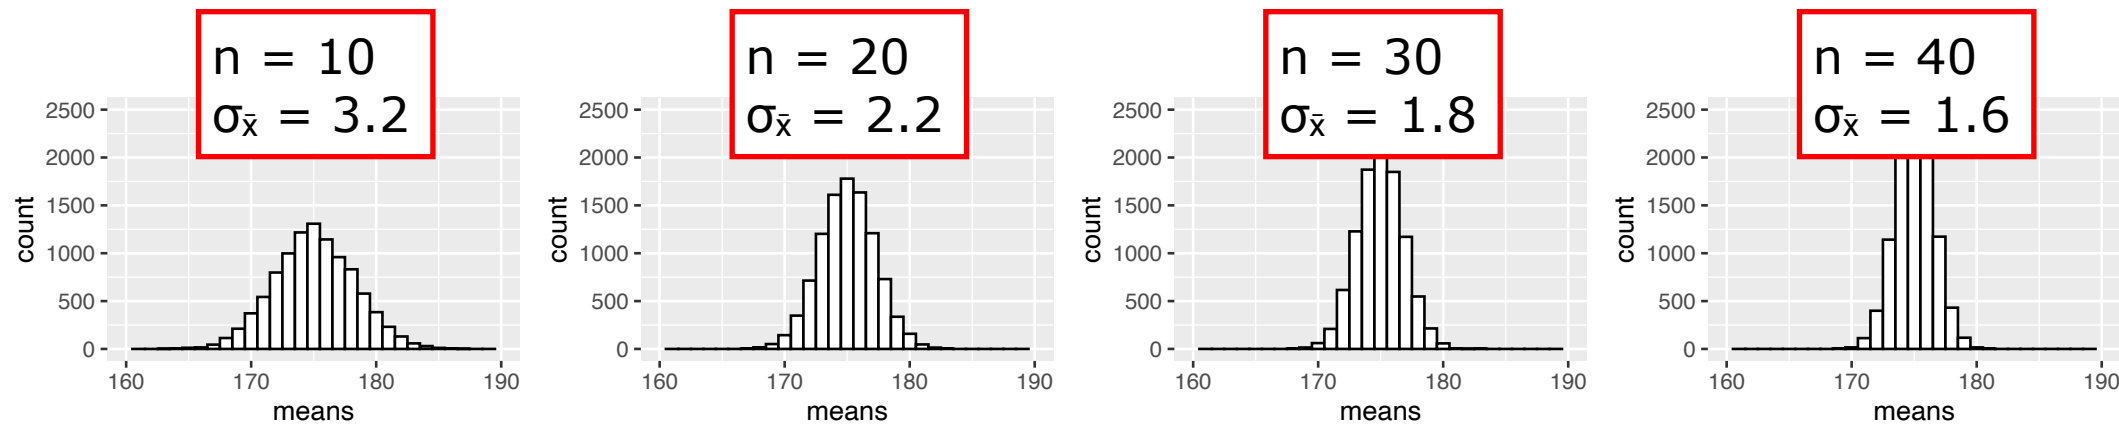 n = 10
σx̄ = 3.2
2500
2000
1500
1000
500
0
count
160 170 180 190
means
n = 20
σx̄ = 2.2
2500
2000
1500
1000
500
0
count
160 170 180 190
means
n = 30
σx̄ = 1.8
2500
2000
1500
1000
500
0
count
160 170 180 190
means
n = 40
σx̄ = 1.6
2500
2000
1500
1000
500
0
count
160 170 180 190
means